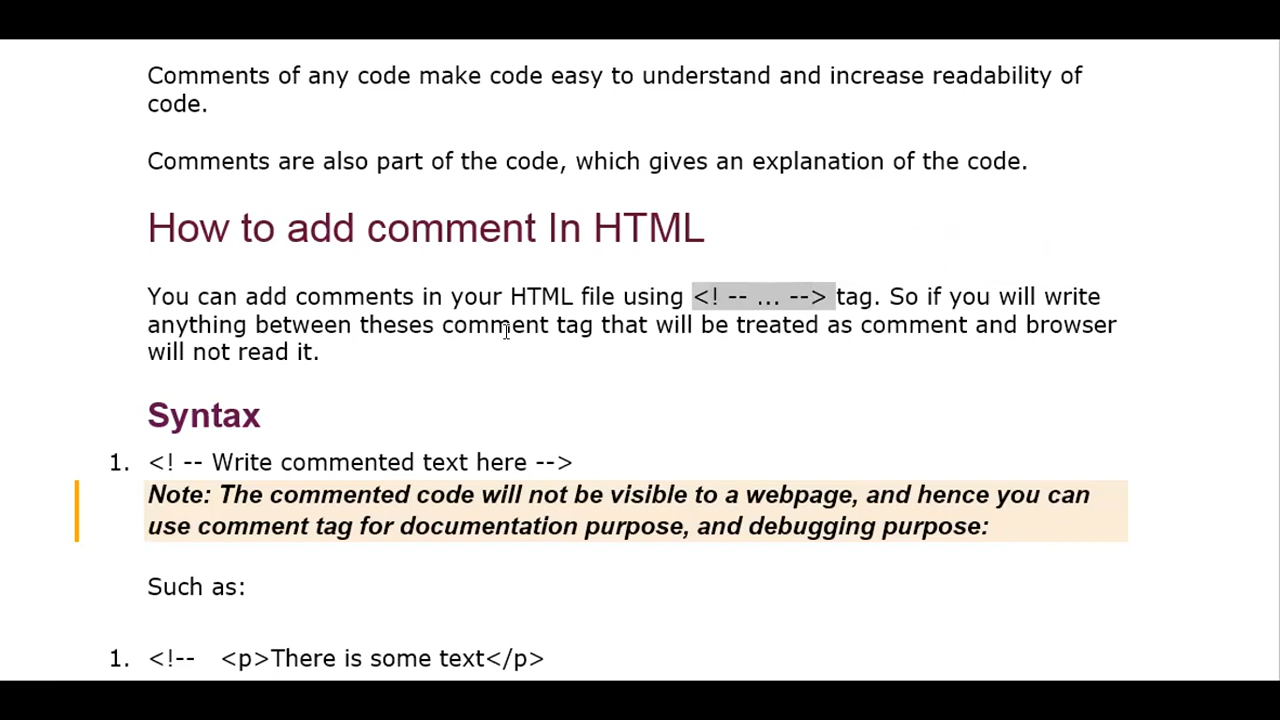 Comments of any code make code easy to understand and increase readability of
code.
Comments are also part of the code, which gives an explanation of the code.
How to add comment In HTML
You can add comments in your HTML file using <! -- ... --> tag. So if you will write
anything between theses comment tag that will be treated as comment and browser
will not read it.
Syntax
1. <! -- Write commented text here -->
Note: The commented code will not be visible to a webpage, and hence you can
use comment tag for documentation purpose, and debugging purpose:
Such as:
1. <!-- <p>There is some text</p>